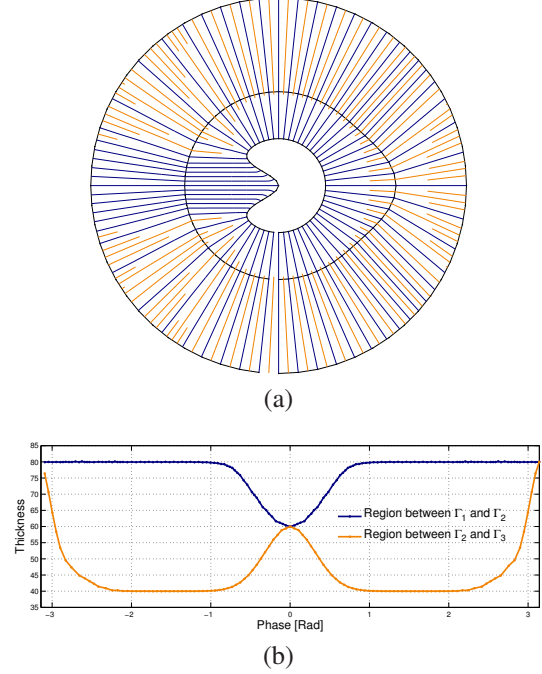 (a)
85
80
75
70
65
60
55
50
45
40
35
Thickness
Region between Γ1 and Γ2
Region between Γ2 and Γ3
-3 -2 -1 0 1 2 3
Phase [Rad]
(b)